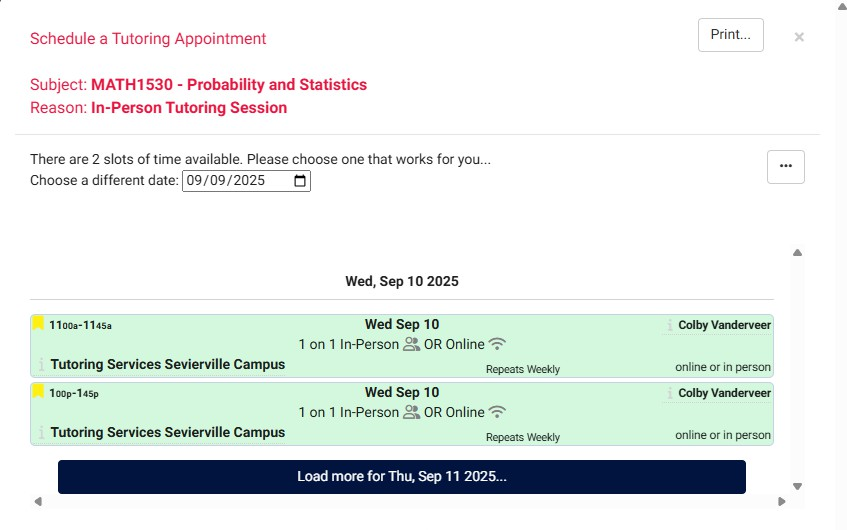 Schedule a Tutoring Appointment
Print...
×
Subject: MATH1530 - Probability and Statistics
Reason: In-Person Tutoring Session
There are 2 slots of time available. Please choose one that works for you...
...
Choose a different date: 09/09/2025
Wed, Sep 10 2025
1100a-1145a
Wed Sep 10
Colby Vanderveer
1 on 1 In-Person OR Online
Tutoring Services Sevierville Campus
Repeats Weekly
online or in person
100p-145p
Wed Sep 10
Colby Vanderveer
1 on 1 In-Person OR Online
Tutoring Services Sevierville Campus
Repeats Weekly
online or in person
Load more for Thu, Sep 11 2025...